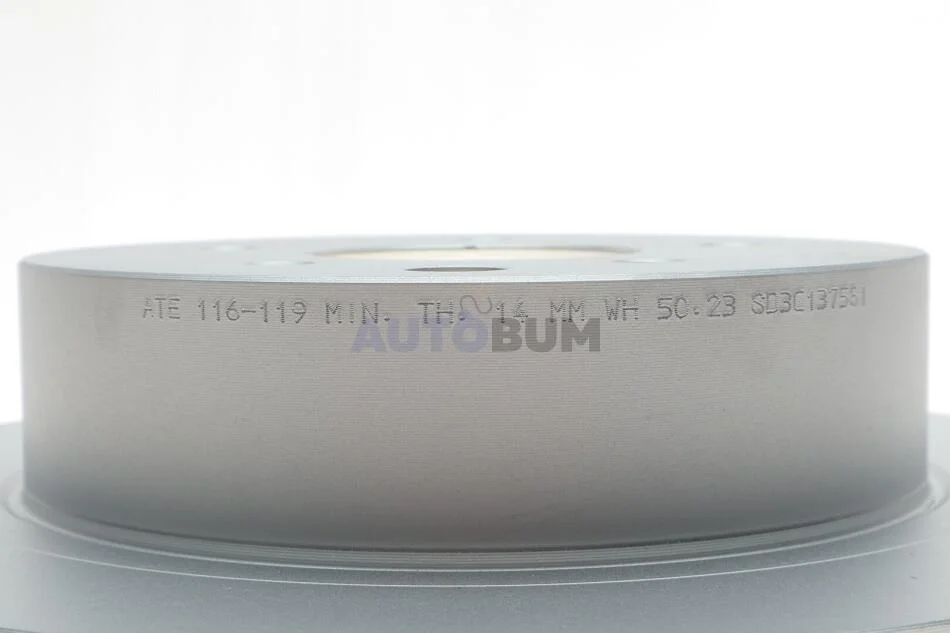 ATE 116-119 MIN. TH. 14 MM WH 50.23 SD3C137561
AUTOBUM